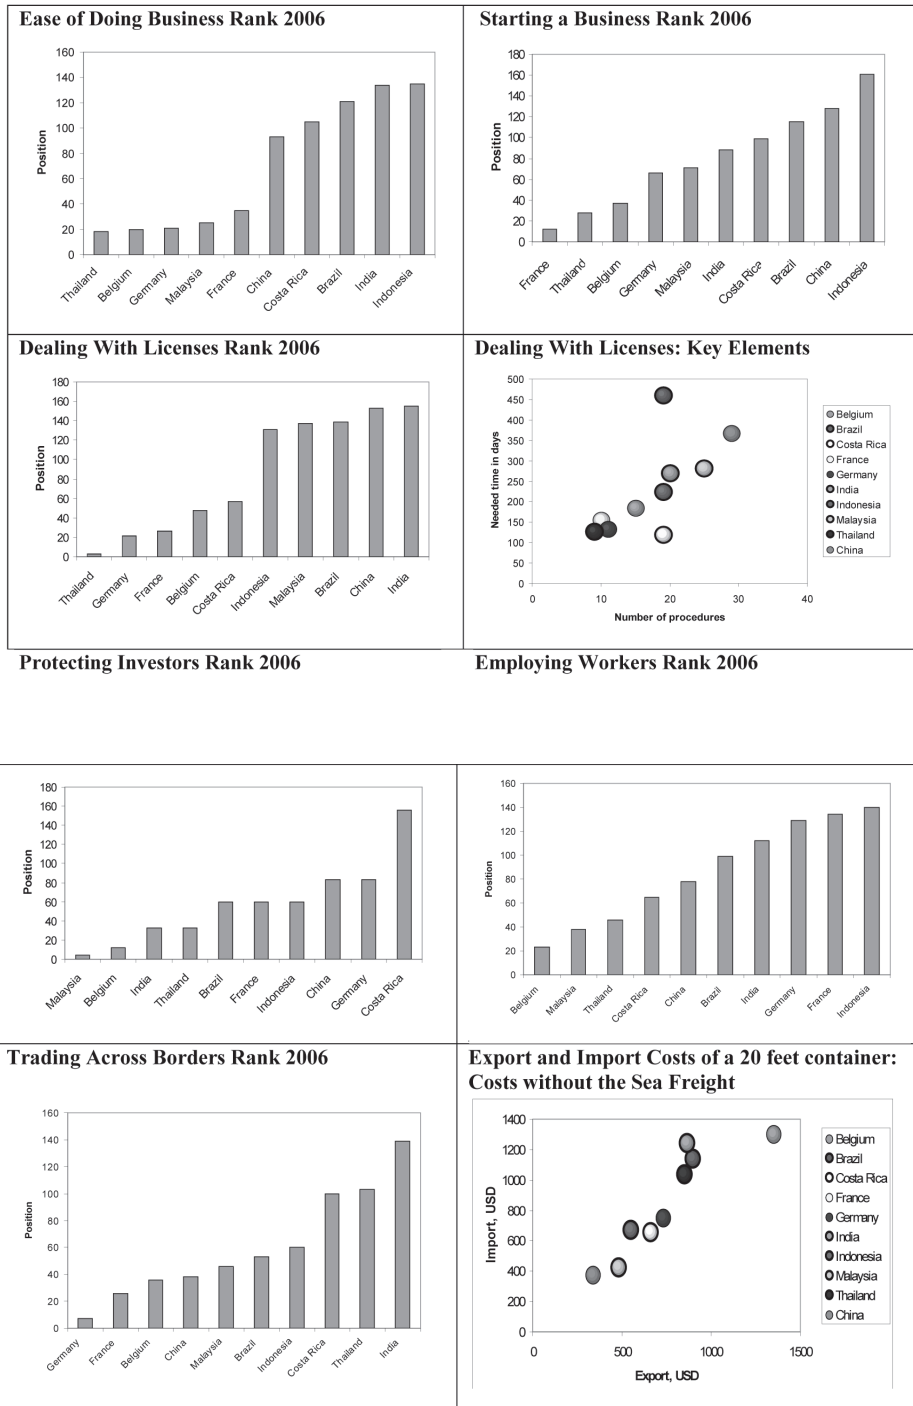 Ease of Doing Business Rank 2006
160
140
120
100
80
60
40
20
0
Position
Thailand
Belgium
Germany
Malaysia
France
China
Costa Rica
Brazil
India
Indonesia
Starting a Business Rank 2006
180
160
140
120
100
80
60
40
20
0
Position
France
Thailand
Belgium
Germany
Malaysia
India
Costa Rica
Brazil
China
Indonesia
Dealing With Licenses Rank 2006
180
160
140
120
100
80
60
40
20
0
Position
Thailand
Germany
France
Belgium
Costa Rica
Indonesia
Malaysia
Brazil
China
India
Dealing With Licenses: Key Elements
500
450
400
350
300
250
200
150
100
50
0
Needed time in days
0
10
20
30
40
Number of procedures
Belgium
Brazil
Costa Rica
France
Germany
India
Indonesia
Malaysia
Thailand
China
Protecting Investors Rank 2006
180
160
140
120
100
80
60
40
20
0
Position
Malaysia
Belgium
India
Thailand
Brazil
France
Indonesia
China
Germany
Costa Rica
Employing Workers Rank 2006
160
140
120
100
80
60
40
20
0
Position
Belgium
Malaysia
Thailand
Costa Rica
China
Brazil
India
Germany
France
Indonesia
Trading Across Borders Rank 2006
160
140
120
100
80
60
40
20
0
Position
Germany
France
Belgium
China
Malaysia
Brazil
Indonesia
Costa Rica
Thailand
India
Export and Import Costs of a 20 feet container:
Costs without the Sea Freight
1400
1200
1000
800
600
400
200
0
Import, USD
0
500
1000
1500
Export, USD
Belgium
Brazil
Costa Rica
France
Germany
India
Indonesia
Malaysia
Thailand
China